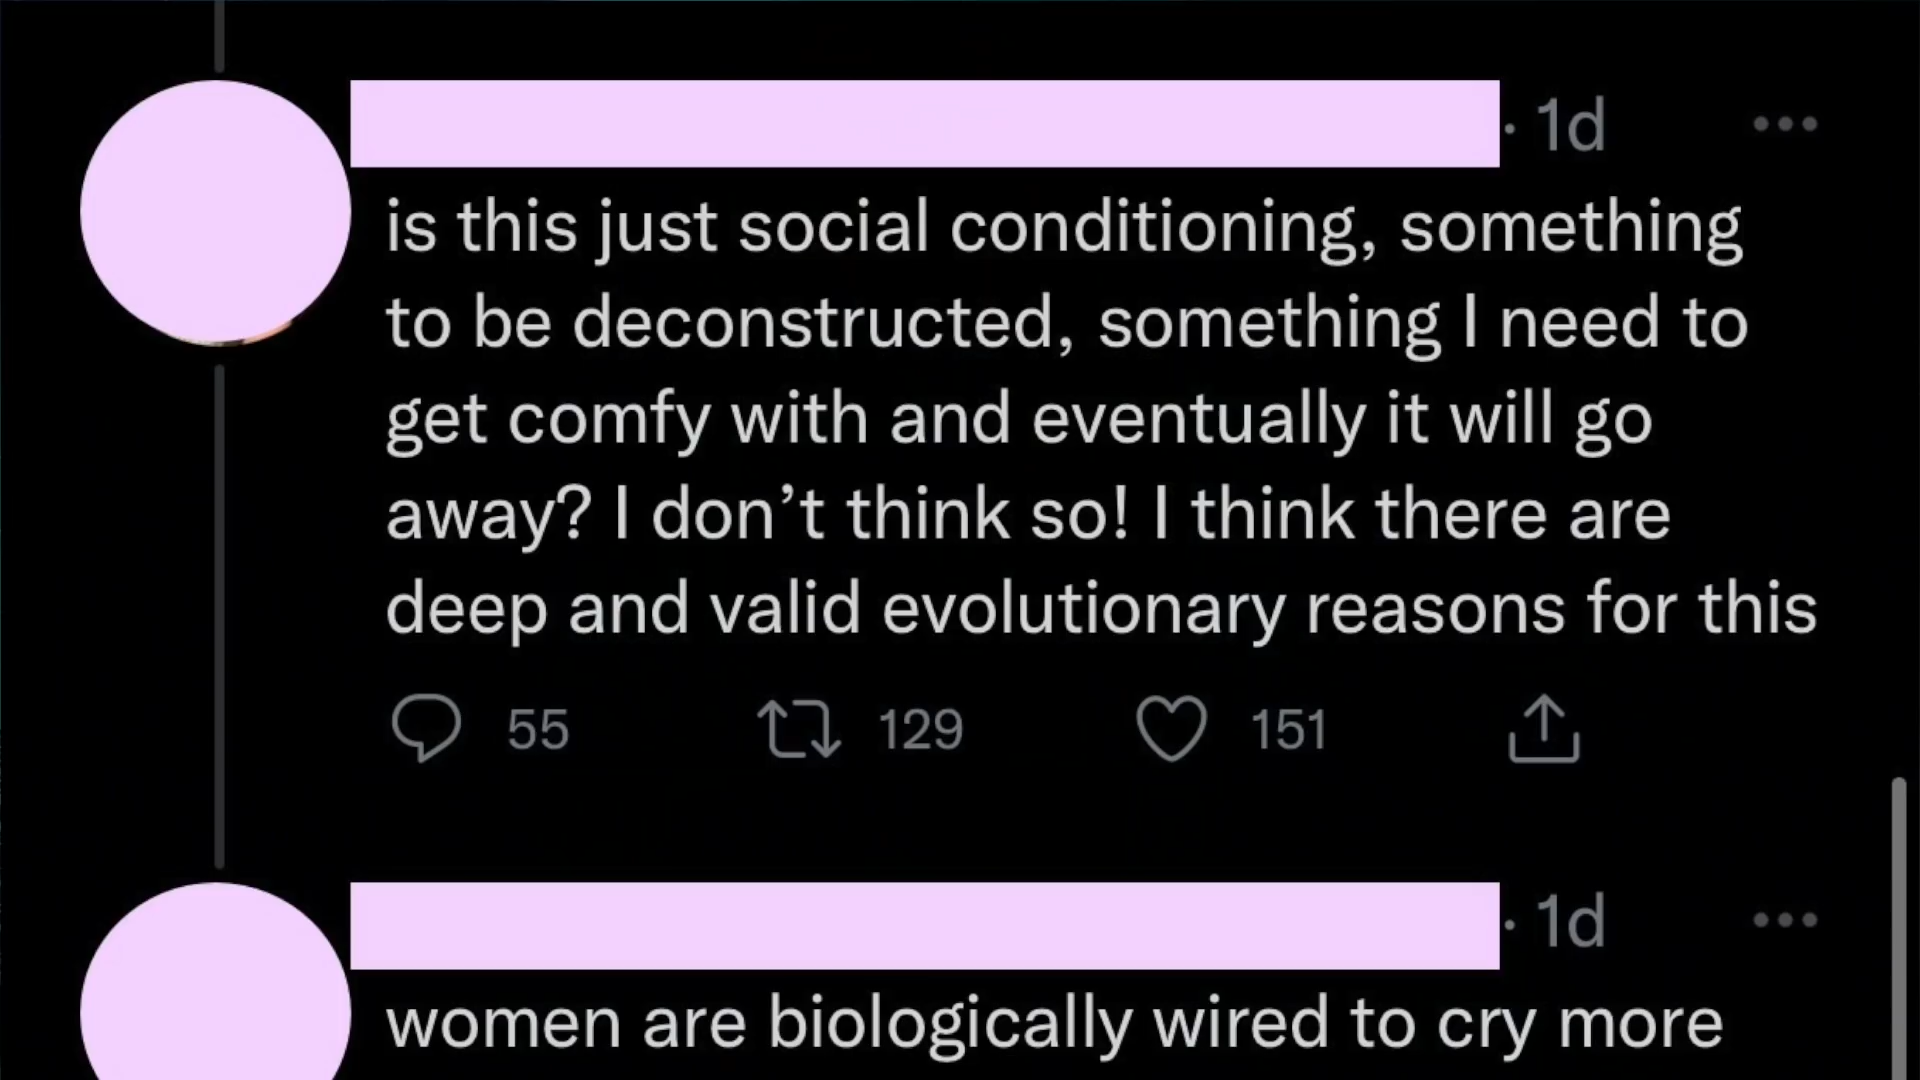 · 1d
is this just social conditioning, something
to be deconstructed, something I need to
get comfy with and eventually it will go
away? I don’t think so! I think there are
deep and valid evolutionary reasons for this
55 129 151
· 1d
women are biologically wired to cry more